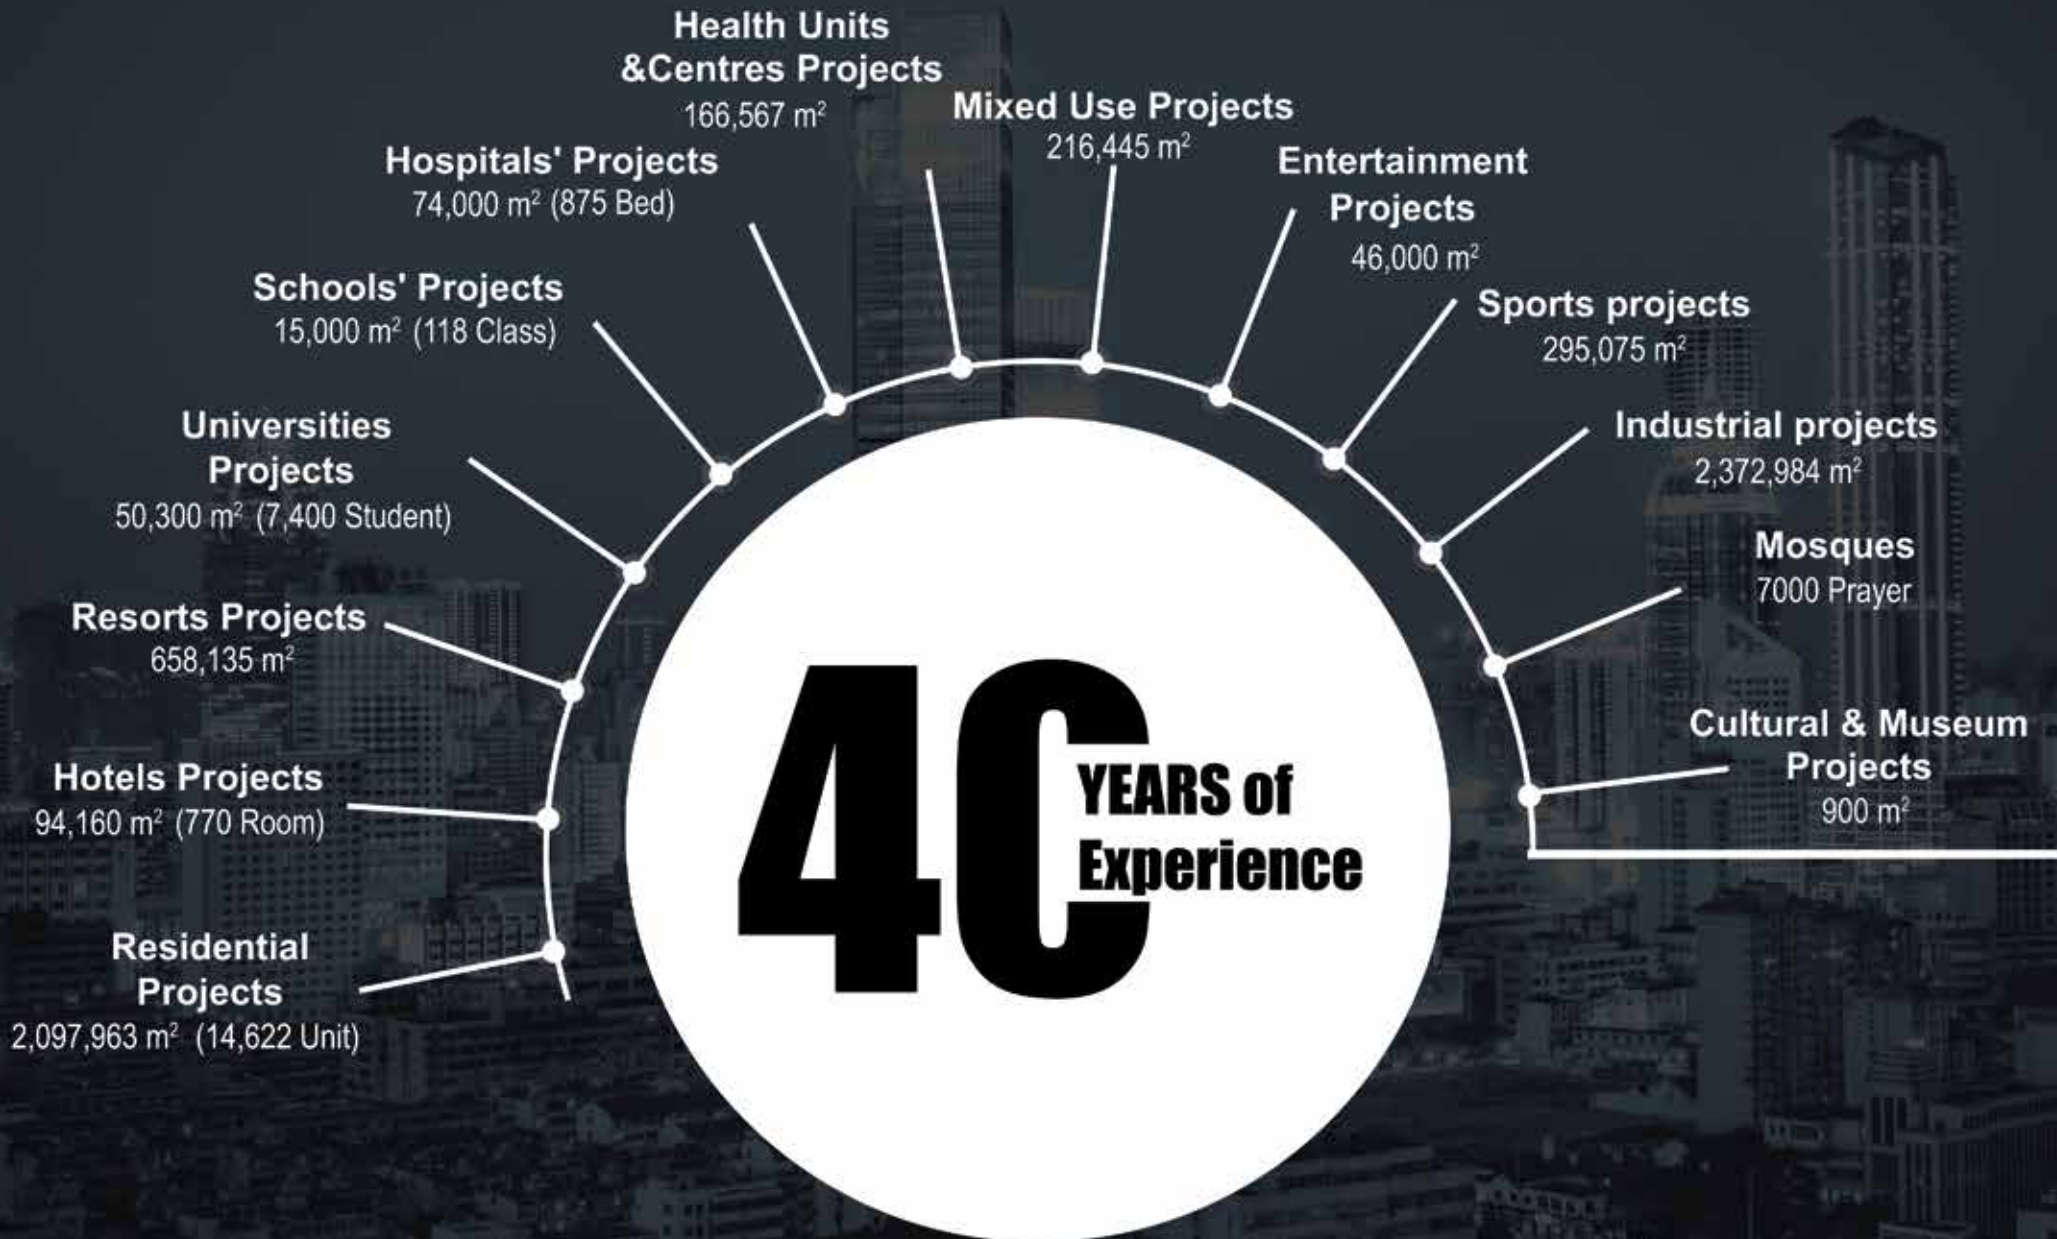 Health Units
&Centres Projects
166,567 m²
Mixed Use Projects
216,445 m²
Hospitals' Projects
74,000 m² (875 Bed)
Entertainment
Projects
46,000 m²
Schools' Projects
15,000 m² (118 Class)
Sports projects
295,075 m²
Universities
Projects
50,300 m² (7,400 Student)
Industrial projects
2,372,984 m²
Mosques
7000 Prayer
Resorts Projects
658,135 m²
Cultural & Museum
Projects
900 m²
Hotels Projects
94,160 m² (770 Room)
Residential
Projects
2,097,963 m² (14,622 Unit)
40
YEARS of
Experience